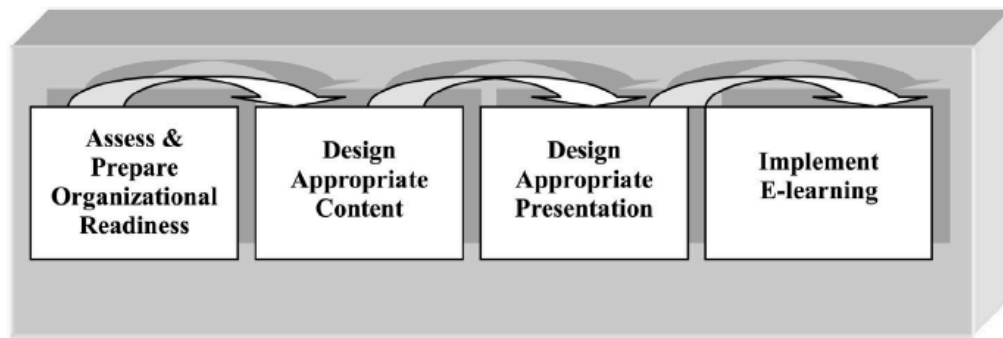 Assess &
Prepare
Organizational
Readiness
Design
Appropriate
Content
Design
Appropriate
Presentation
Implement
E-learning